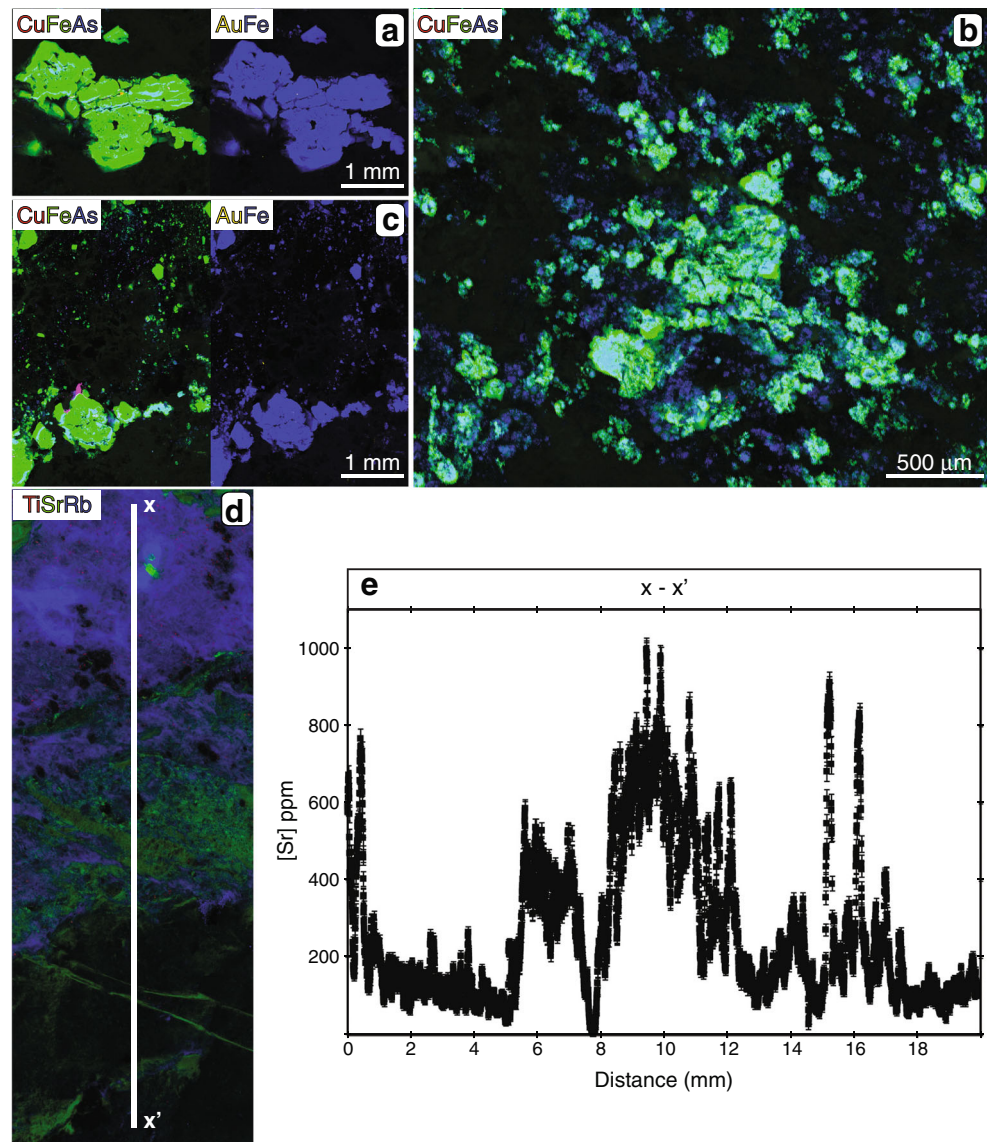 CuFeAs
AuFe
a
1 mm
CuFeAs
b
500 µm
CuFeAs
AuFe
c
1 mm
TiSrRb
x
d
x'
e
x - x'
[Sr] ppm
1000
800
600
400
200
0 2 4 6 8 10 12 14 16 18
Distance (mm)